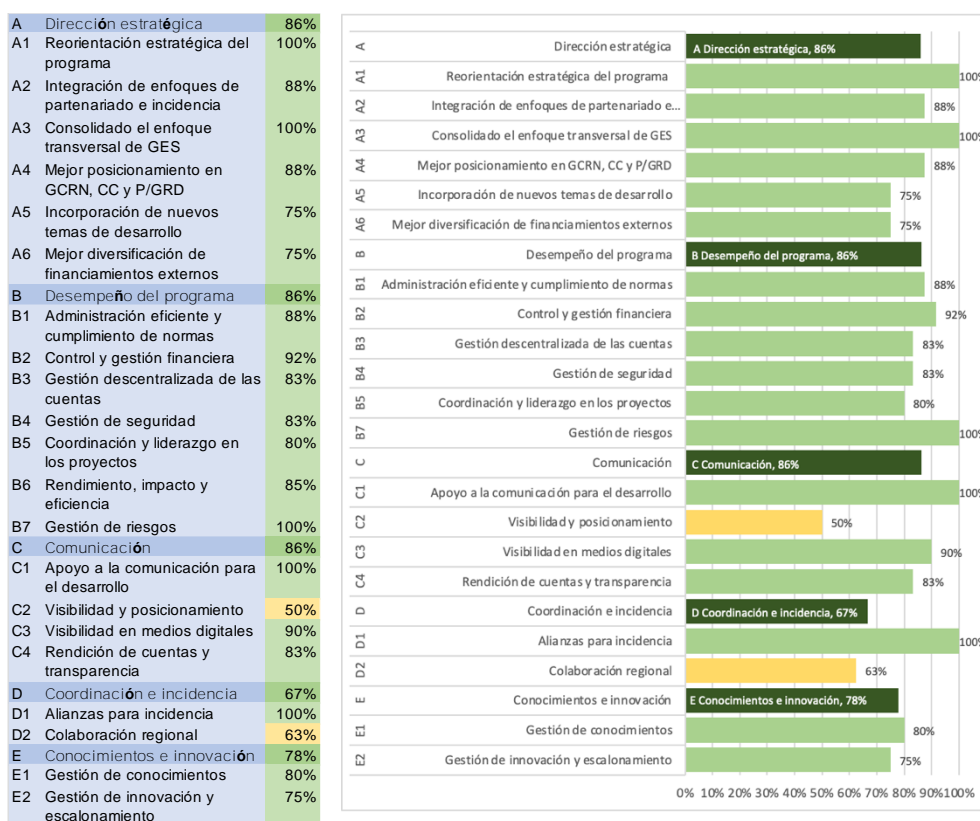 A Dirección estratégica 86%
A1 Reorientación estratégica del 100%
programa
A2 Integración de enfoques de 88%
partenariado e incidencia
A3 Consolidado el enfoque 100%
transversal de GES
A4 Mejor posicionamiento en 88%
GCRN, CC y P/GRD
A5 Incorporación de nuevos 75%
temas de desarrollo
A6 Mejor diversificación de 75%
financiamientos externos
B Desempeño del programa 86%
B1 Administración eficiente y 88%
cumplimiento de normas
B2 Control y gestión financiera 92%
B3 Gestión descentralizada de las 83%
cuentas
B4 Gestión de seguridad 83%
B5 Coordinación y liderazgo en 80%
los proyectos
B6 Rendimiento, impacto y 85%
eficiencia
B7 Gestión de riesgos 100%
C Comunicación 86%
C1 Apoyo a la comunicación para 100%
el desarrollo
C2 Visibilidad y posicionamiento 50%
C3 Visibilidad en medios digitales 90%
C4 Rendición de cuentas y 83%
transparencia
D Coordinación e incidencia 67%
D1 Alianzas para incidencia 100%
D2 Colaboración regional 63%
E Conocimientos e innovación 78%
E1 Gestión de conocimientos 80%
E2 Gestión de innovación y 75%
escalonamiento
A Dirección estratégica A Dirección estratégica, 86%
A1 Reorientación estratégica del programa 100%
A2 Integración de enfoques de partenariado e... 88%
A3 Consolidado el enfoque transversal de GES 100%
A4 Mejor posicionamiento en GCRN, CC y P/GRD 88%
A5 Incorporación de nuevos temas de desarrollo 75%
A6 Mejor diversificación de financiamientos externos 75%
B Desempeño del programa B Desempeño del programa, 86%
B1 Administración eficiente y cumplimiento de normas 88%
B2 Control y gestión financiera 92%
B3 Gestión descentralizada de las cuentas 83%
B4 Gestión de seguridad 83%
B5 Coordinación y liderazgo en los proyectos 80%
B7 Gestión de riesgos 100%
C Comunicación C Comunicación, 86%
C1 Apoyo a la comunicación para el desarrollo 100%
C2 Visibilidad y posicionamiento 50%
C3 Visibilidad en medios digitales 90%
C4 Rendición de cuentas y transparencia 83%
D Coordinación e incidencia D Coordinación e incidencia, 67%
D1 Alianzas para incidencia 100%
D2 Colaboración regional 63%
E Conocimientos e innovación E Conocimientos e innovación, 78%
E1 Gestión de conocimientos 80%
E2 Gestión de innovación y escalonamiento 75%
0% 10% 20% 30% 40% 50% 60% 70% 80% 90% 100%